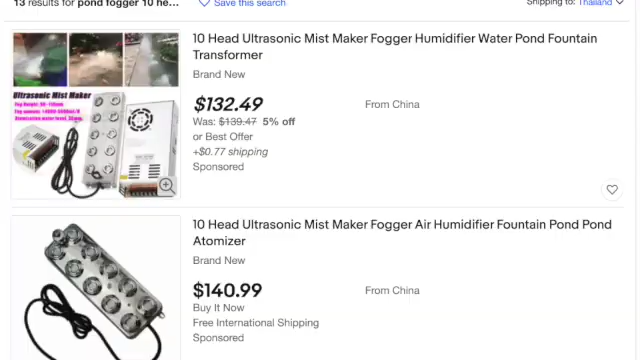 13 results for pond fogger 10 he...
Save this search
Shipping to: Thailand
10 Head Ultrasonic Mist Maker Fogger Humidifier Water Pond Fountain
Transformer
Brand New
Ultrasonic Mist Maker
$132.49
From China
Was: $139.47 5% off
or Best Offer
+$0.77 shipping
Sponsored
10 Head Ultrasonic Mist Maker Fogger Air Humidifier Fountain Pond Pond
Atomizer
Brand New
$140.99
From China
Buy It Now
Free International Shipping
Sponsored